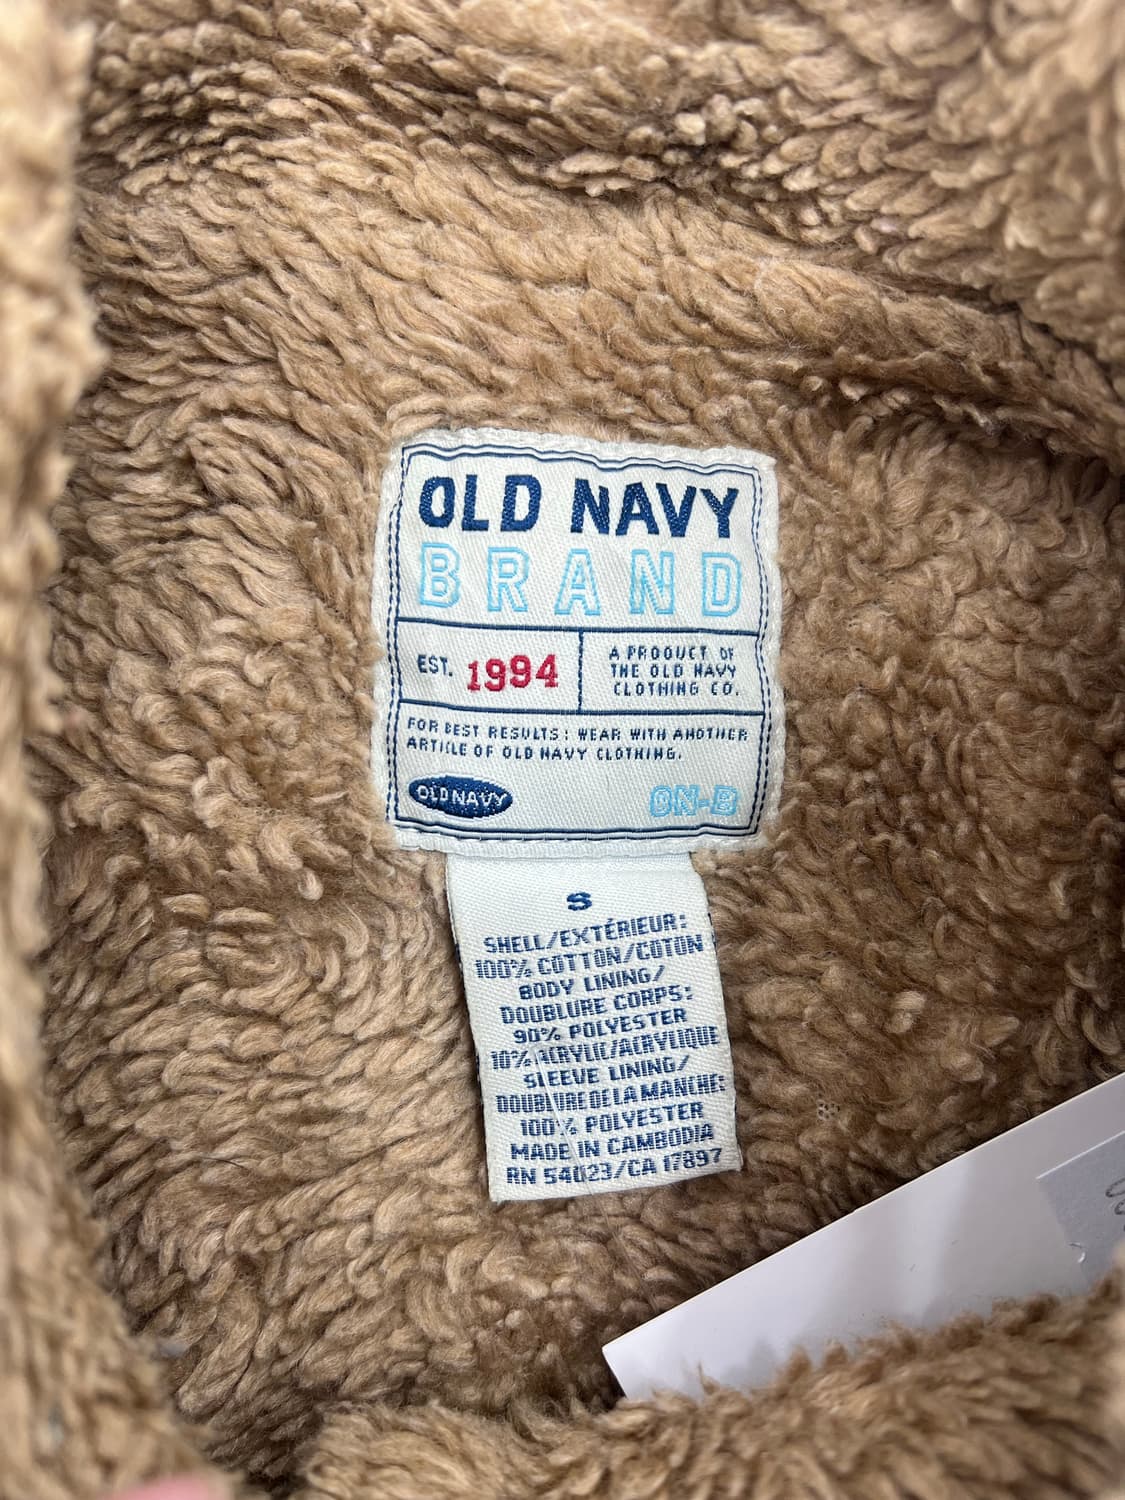 OLD NAVY
BRAND
EST. 1994
A PRODUCT OF
THE OLD NAVY
CLOTHING CO.
FOR BEST RESULTS: WEAR WITH ANOTHER
ARTICLE OF OLD NAVY CLOTHING.
OLD NAVY
ON-B
S
SHELL/EXTÉRIEUR:
100% COTTON/COTON
BODY LINING/
DOUBLURE CORPS:
90% POLYESTER
10% ACRYLIC/ACRYLIQUE
SLEEVE LINING/
DOUBLURE DE LA MANCHE:
100% POLYESTER
MADE IN CAMBODIA
RN 54023/CA 17897